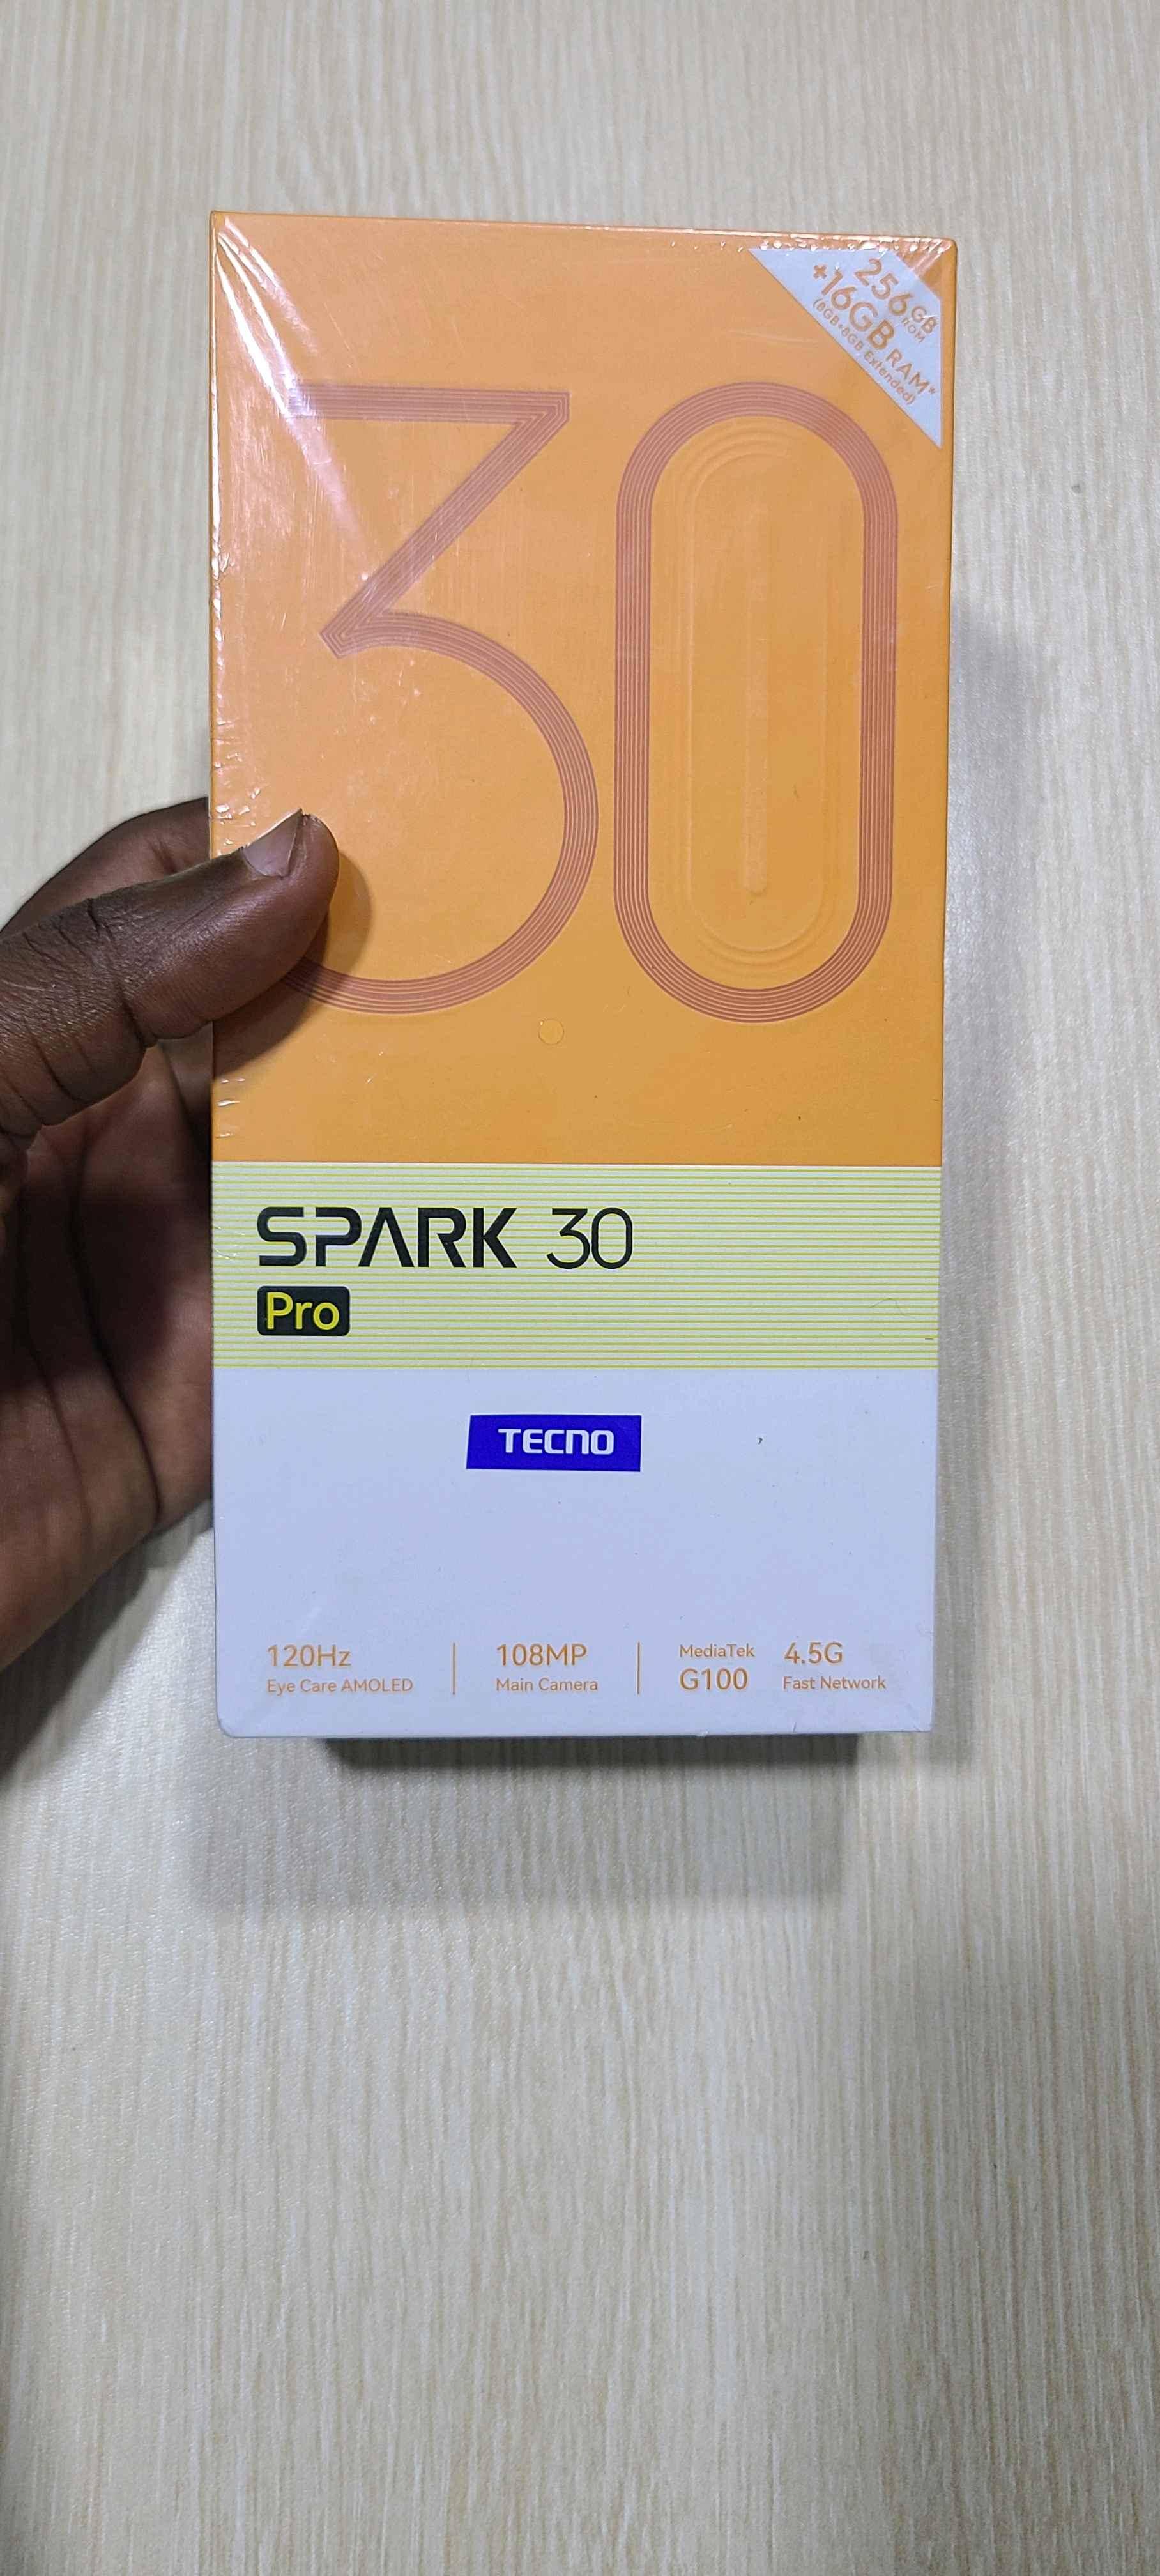 256GB ROM
+16GB RAM*
(8GB+8GB Extended)
30
SPARK 30
Pro
TECNO
120Hz
Eye Care AMOLED
108MP
Main Camera
MediaTek
G100
4.5G
Fast Network